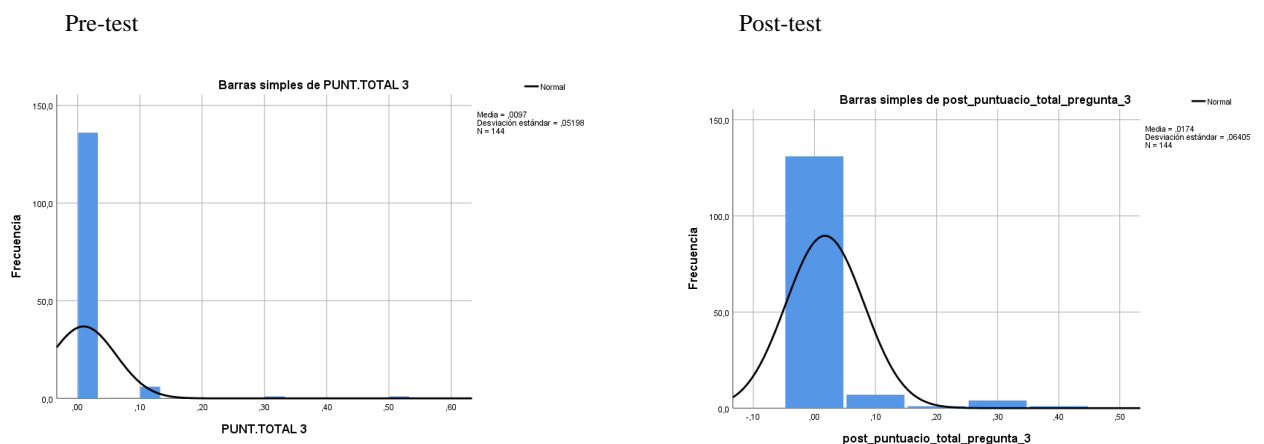 Pre-test
Post-test
Barras simples de PUNT.TOTAL 3
Normal
Media = ,0097
Desviación estándar = ,05198
N = 144
150,0
100,0
50,0
0,0
Frecuencia
,00 ,10 ,20 ,30 ,40 ,50 ,60
PUNT.TOTAL 3
Barras simples de post_puntuacio_total_pregunta_3
Normal
Media = ,0174
Desviación estándar = ,06405
N = 144
150,0
100,0
50,0
0,0
Frecuencia
-,10 ,00 ,10 ,20 ,30 ,40 ,50
post_puntuacio_total_pregunta_3